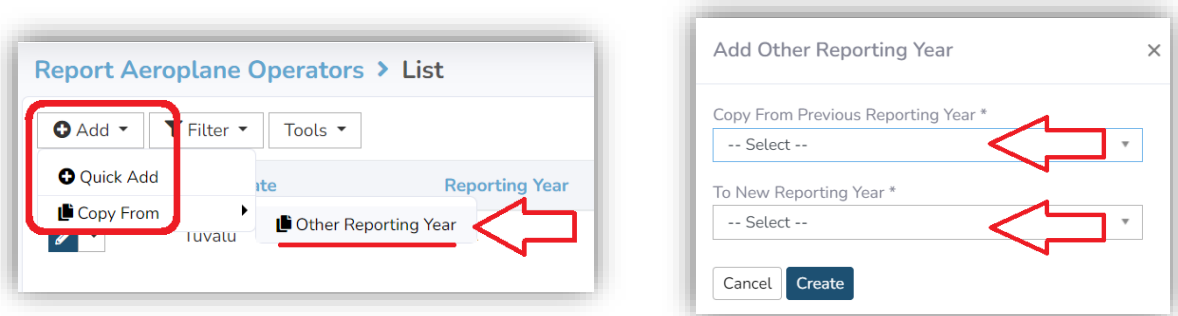 Report Aeroplane Operators > List
Add Filter Tools
Quick Add
Reporting Year
Copy From
Other Reporting Year
Tuvalu
Add Other Reporting Year
Copy From Previous Reporting Year *
-- Select --
To New Reporting Year *
-- Select --
Cancel Create